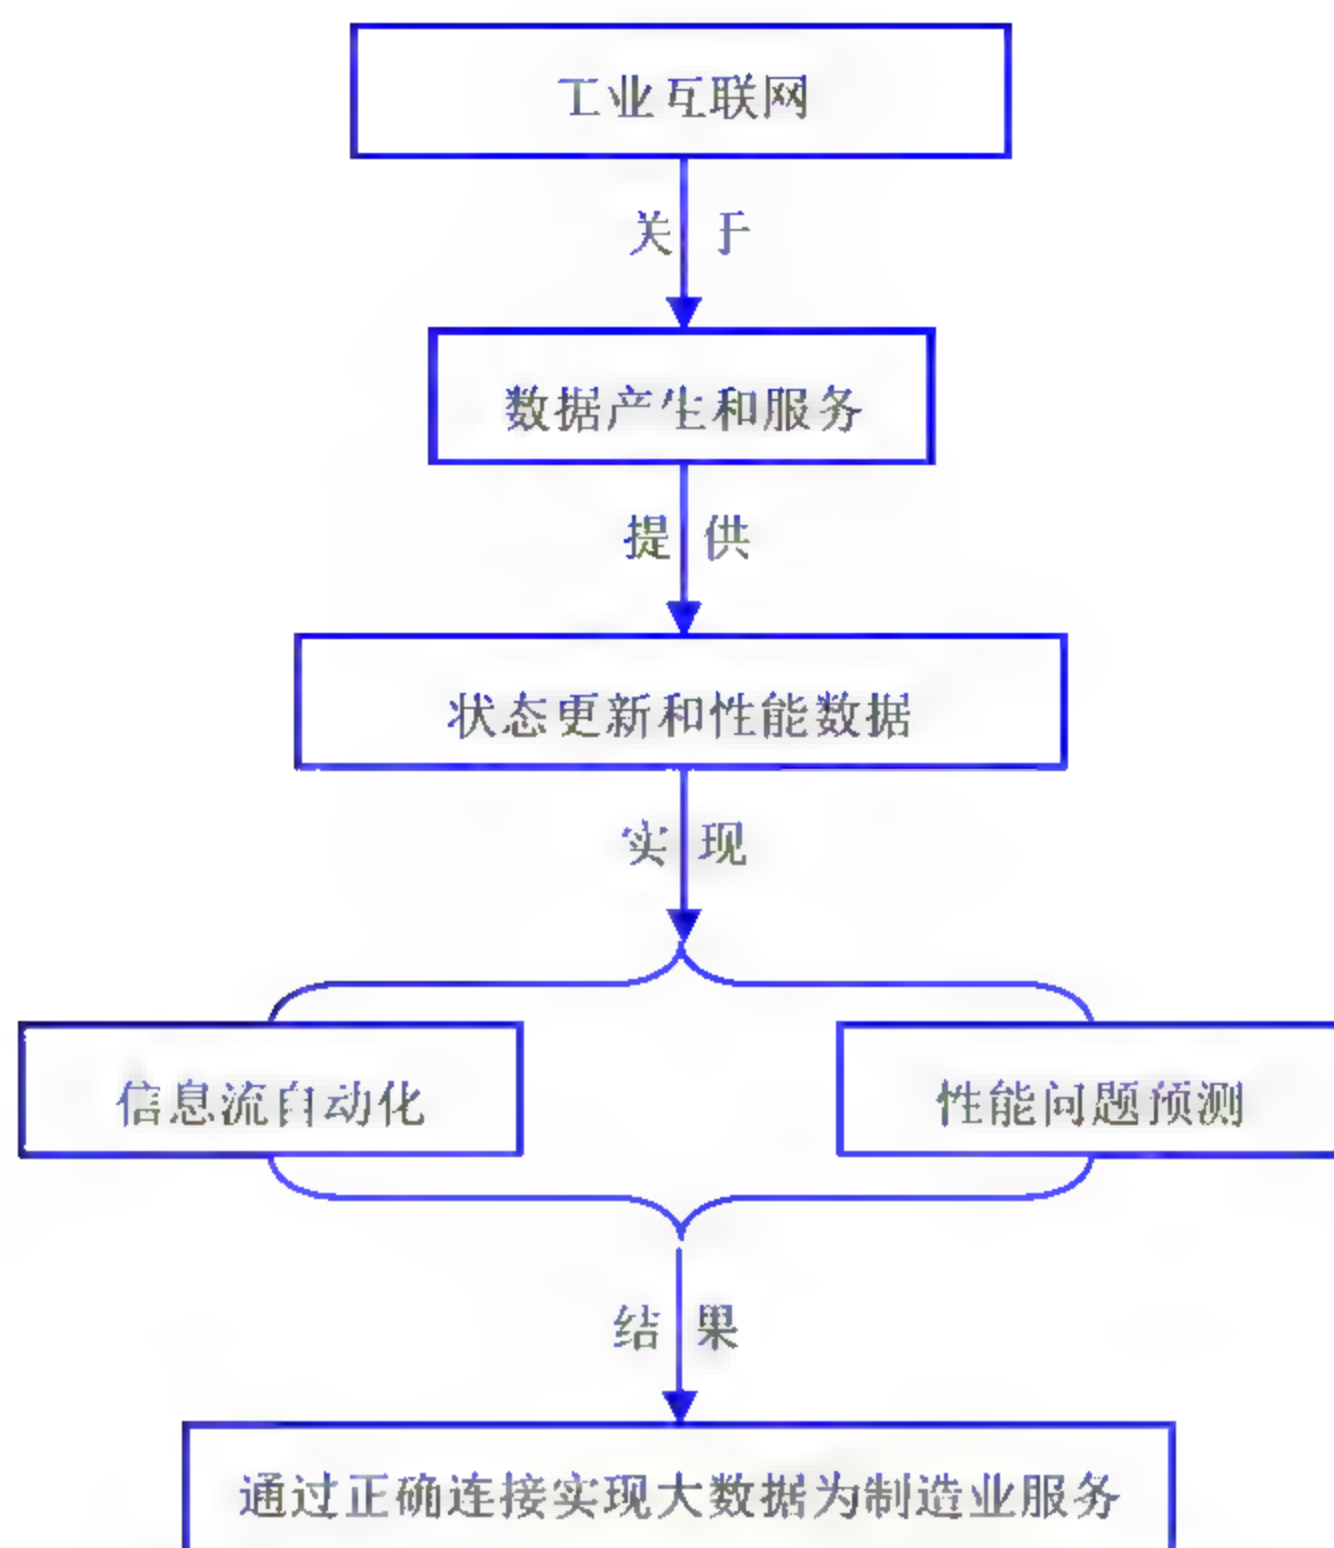 工业互联网
关 于
数据产生和服务
提 供
状态更新和性能数据
实 现
信息流自动化
性能问题预测
结 果
通过正确连接实现大数据为制造业服务